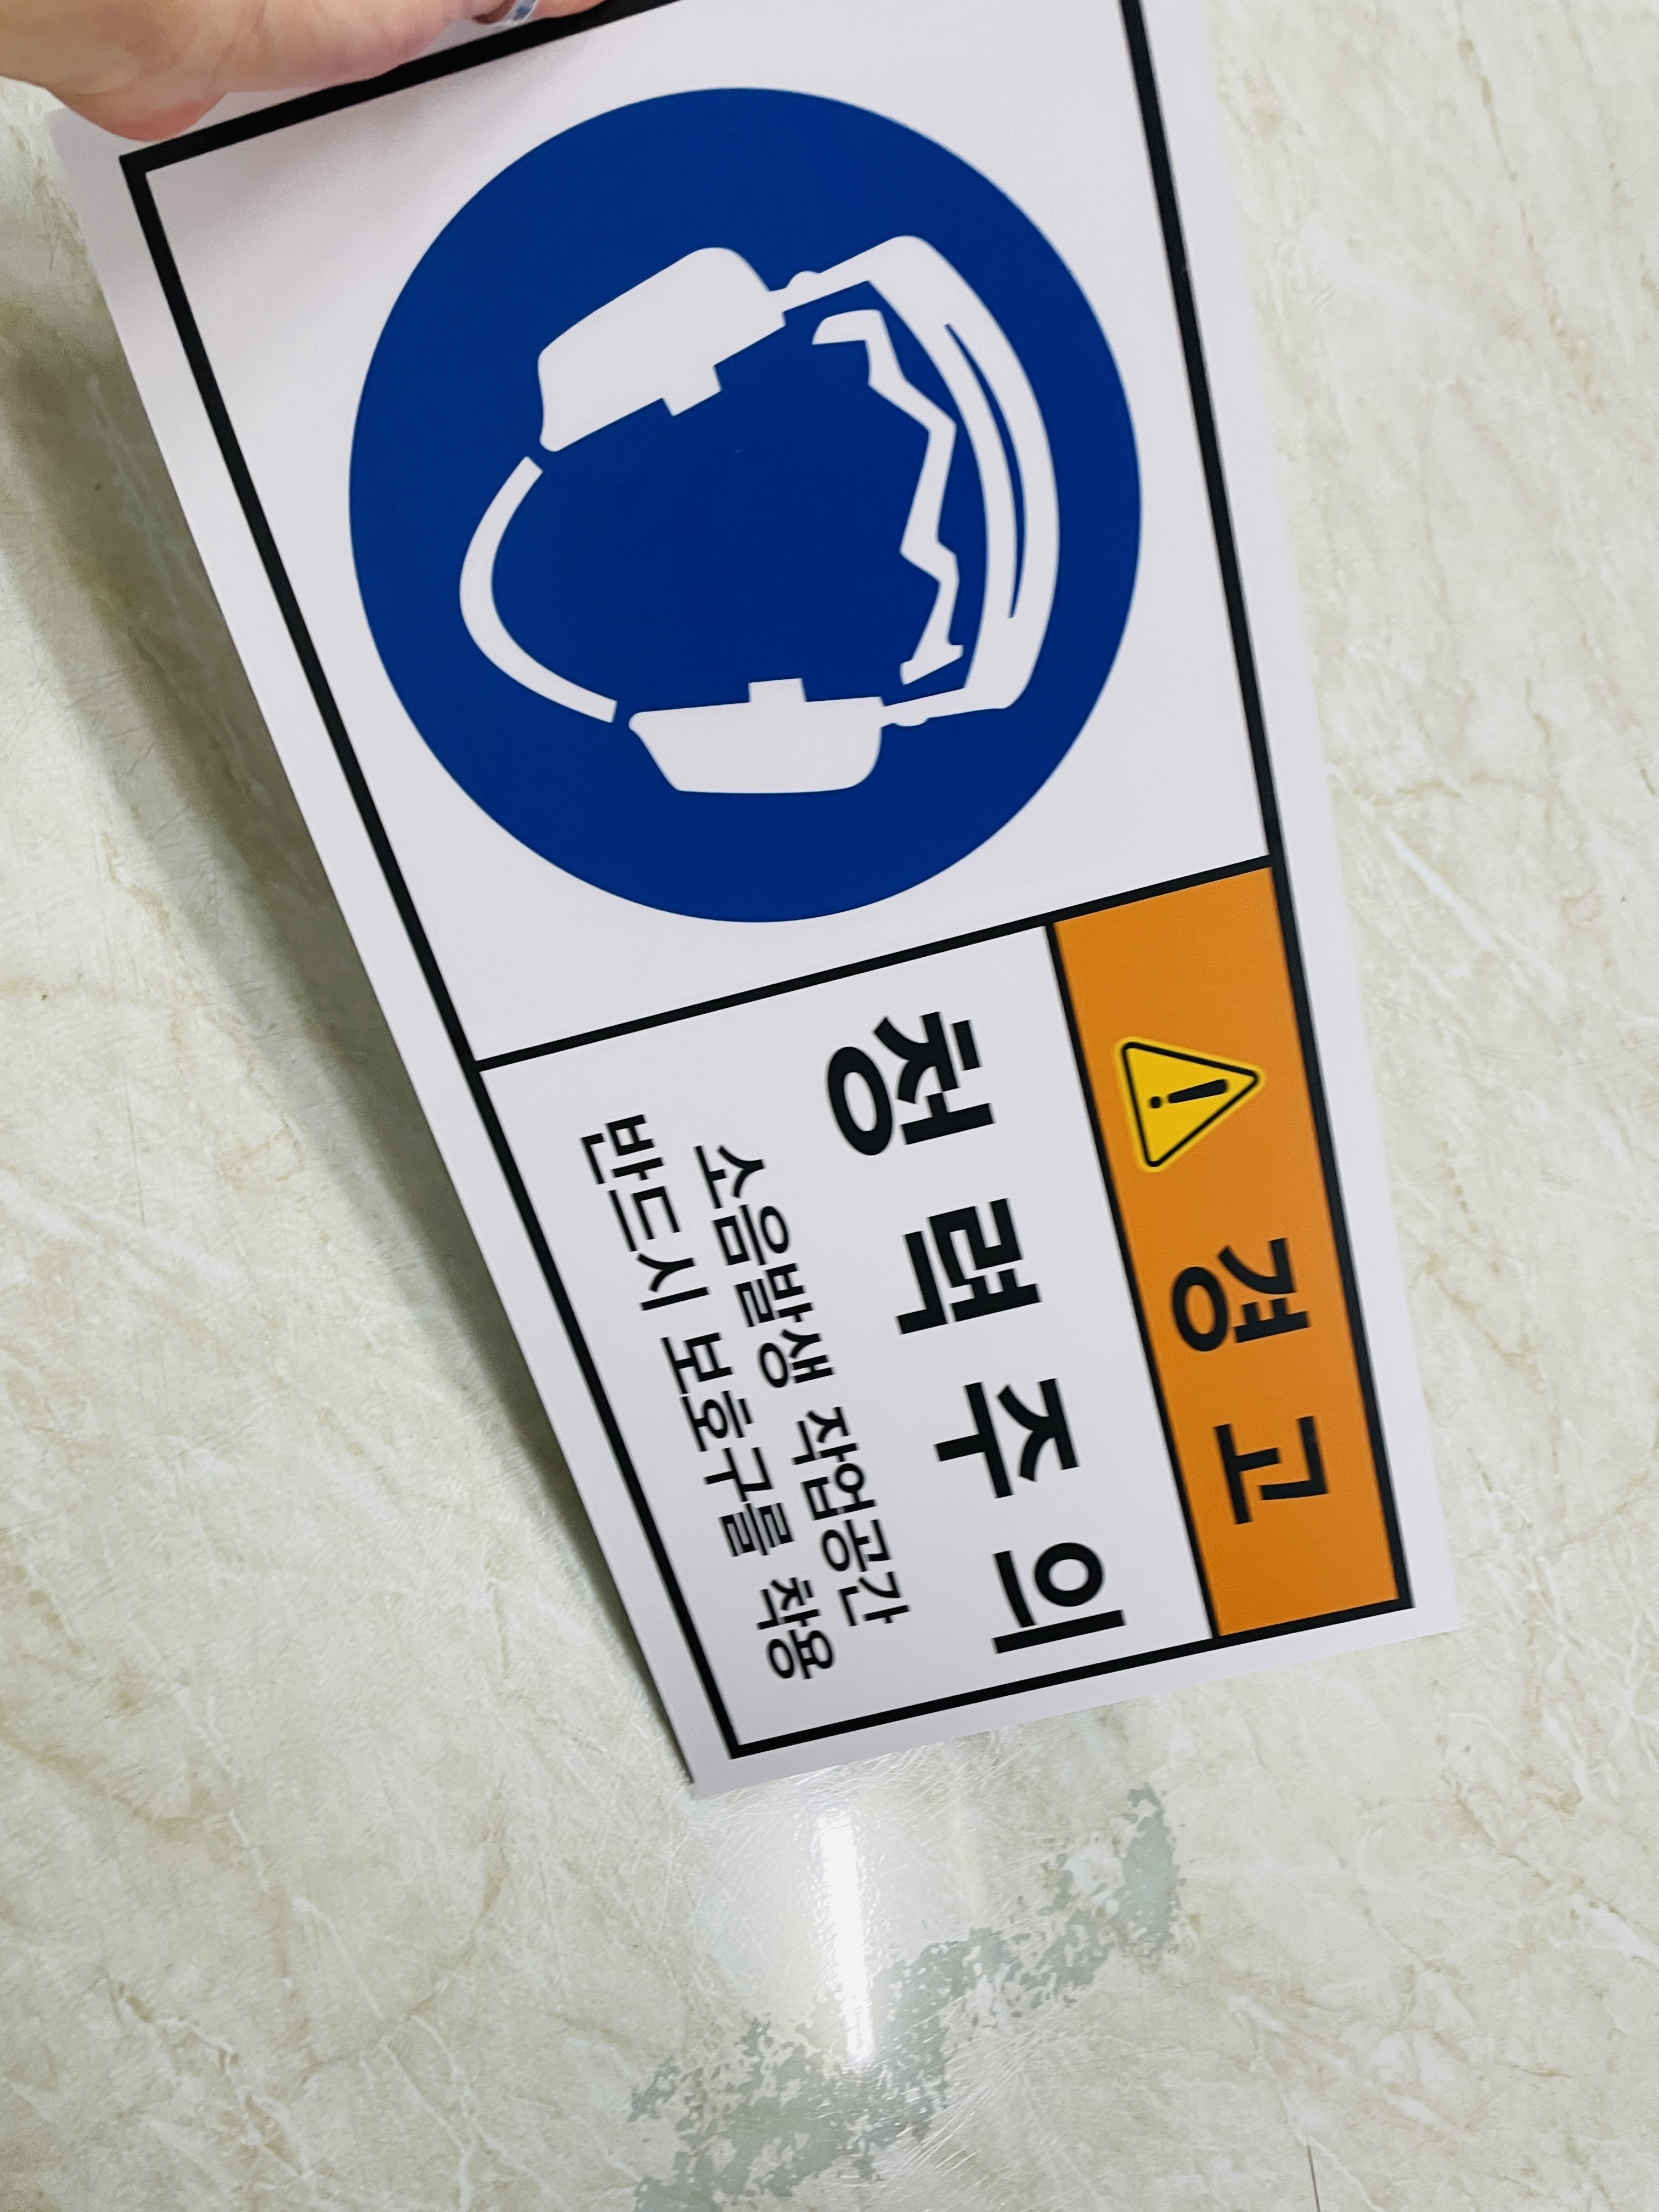 경고
청력주의
소음발생 작업공간
반드시 보호구를 착용